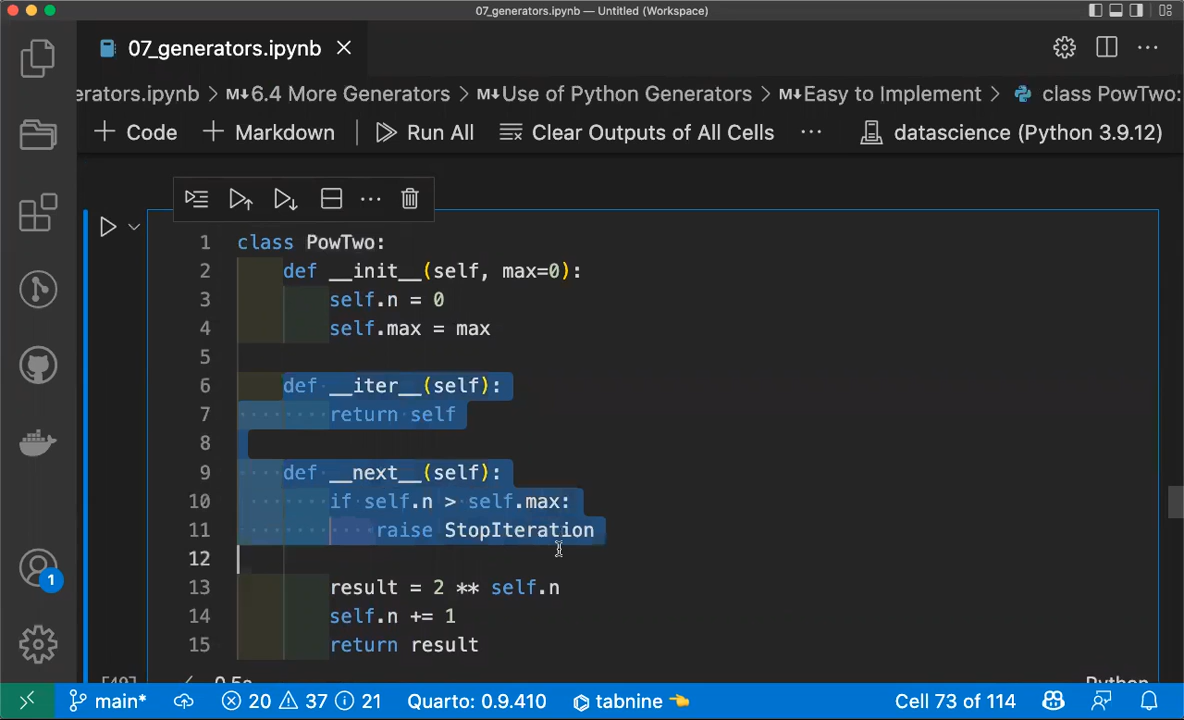 07_generators.ipynb — Untitled (Workspace)
07_generators.ipynb
erators.ipynb > M↓6.4 More Generators > M↓Use of Python Generators > M↓Easy to Implement > class PowTwo:
+ Code + Markdown Run All Clear Outputs of All Cells ··· datascience (Python 3.9.12)
1 class PowTwo:
2 def __init__(self, max=0):
3 self.n = 0
4 self.max = max
5
6 def __iter__(self):
7 return self
8
9 def __next__(self):
10 if self.n > self.max:
11 raise StopIteration
12
13 result = 2 ** self.n
14 self.n += 1
15 return result
1
main* 20 37 21 Quarto: 0.9.410 tabnine Cell 73 of 114